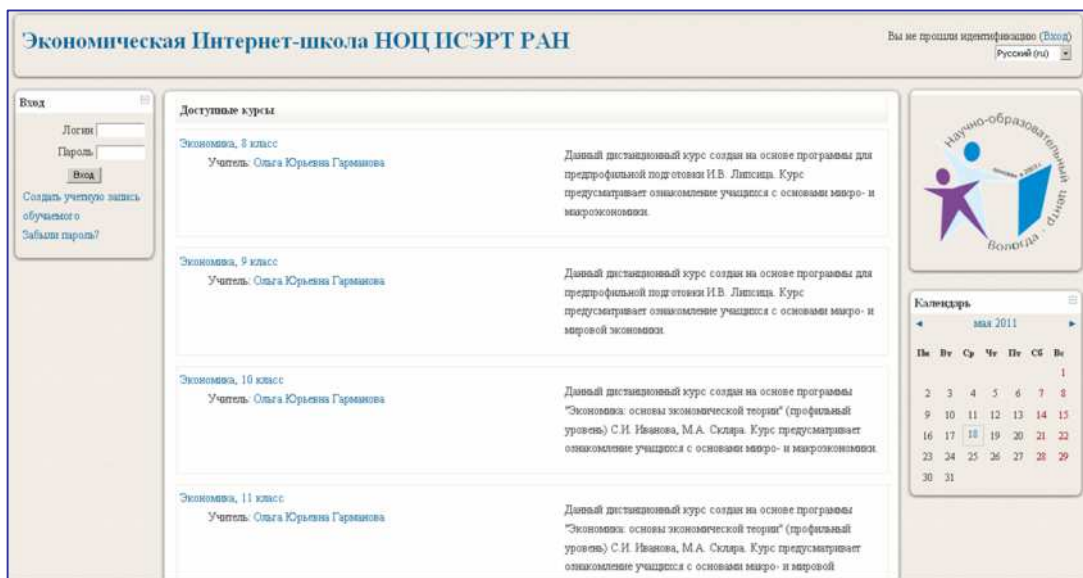 Экономическая Интернет-школа НОЦ ИСЭРТ РАН
Вы не прошли идентификацию (Вход)
Русский (ru)
Вход
Логин
Пароль
Вход
Создать учетную запись
обучаемого
Забыли пароль?
Доступные курсы
Экономика, 8 класс
Учитель: Ольга Юрьевна Гарманова
Данный дистанционный курс создан на основе программы для
предпрофильной подготовки И.В. Липсица. Курс
предусматривает ознакомление учащихся с основами микро- и
макроэкономики.
Экономика, 9 класс
Учитель: Ольга Юрьевна Гарманова
Данный дистанционный курс создан на основе программы для
предпрофильной подготовки И.В. Липсица. Курс
предусматривает ознакомление учащихся с основами макро- и
мировой экономики.
Экономика, 10 класс
Учитель: Ольга Юрьевна Гарманова
Данный дистанционный курс создан на основе программы
"Экономика: основы экономической теории" (профильный
уровень) С.И. Иванова, М.А. Скляра. Курс предусматривает
ознакомление учащихся с основами микро- и макроэкономики.
Экономика, 11 класс
Учитель: Ольга Юрьевна Гарманова
Данный дистанционный курс создан на основе программы
"Экономика: основы экономической теории" (профильный
уровень) С.И. Иванова, М.А. Скляра. Курс предусматривает
ознакомление учащихся с основами макро- и мировой
Научно-образовательный центр
Вологда
Календарь
мая 2011
Пн Вт Ср Чт Пт Сб Вс
1
2 3 4 5 6 7 8
9 10 11 12 13 14 15
16 17 18 19 20 21 22
23 24 25 26 27 28 29
30 31